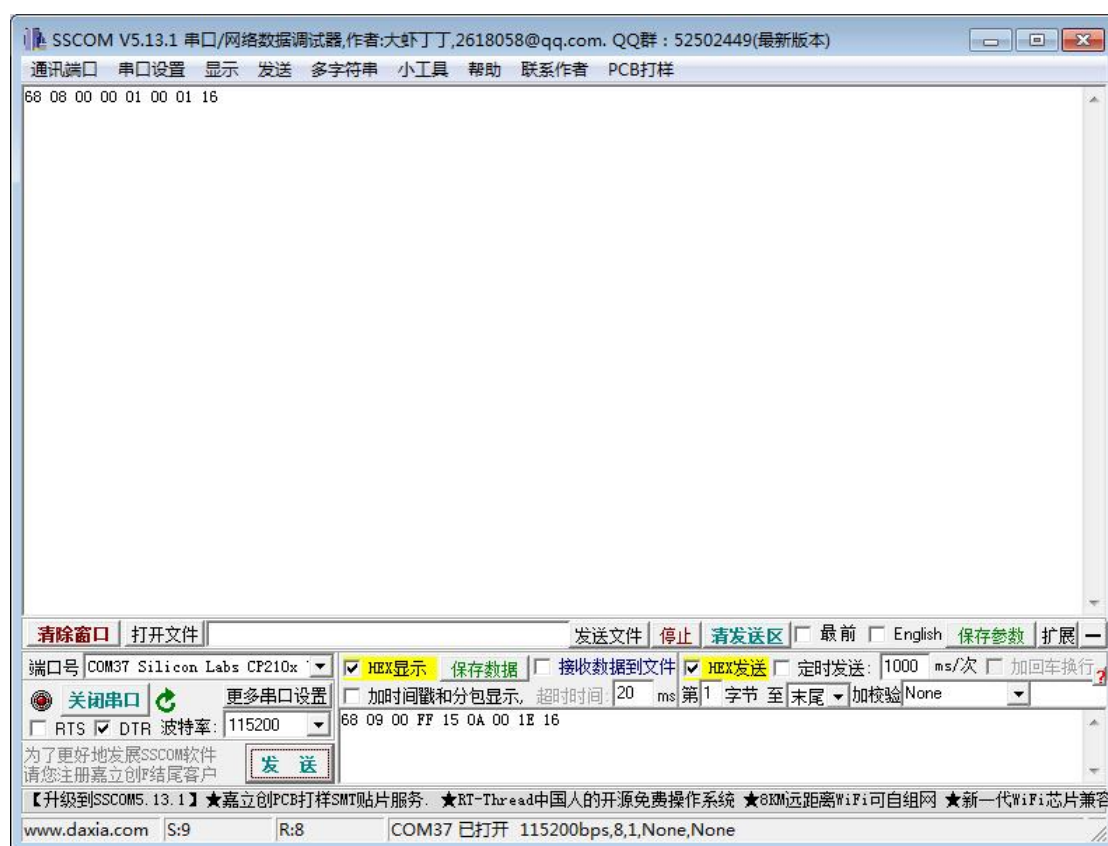 SSCOM V5.13.1 串口/网络数据调试器,作者:大虾丁丁,2618058@qq.com. QQ群：52502449(最新版本)
通讯端口 串口设置 显示 发送 多字符串 小工具 帮助 联系作者 PCB打样
68 08 00 00 01 00 01 16
清除窗口 打开文件 发送文件 停止 清发送区 最前 English 保存参数 扩展 —
端口号 COM37 Silicon Labs CP210x HEX显示 保存数据 接收数据到文件 HEX发送 定时发送: 1000 ms/次 加回车换行
关闭串口 更多串口设置 加时间戳和分包显示, 超时时间: 20 ms 第 1 字节 至 末尾 加校验 None ?
RTS DTR 波特率: 115200 68 09 00 FF 15 0A 00 1E 16
为了更好地发展SSCOM软件
请您注册嘉立创F结尾客户 发 送
【升级到SSCOM5.13.1】★嘉立创PCB打样SMT贴片服务. ★RT-Thread中国人的开源免费操作系统 ★8KM远距离WiFi可自组网 ★新一代WiFi芯片兼容
www.daxia.com S:9 R:8 COM37 已打开 115200bps,8,1,None,None